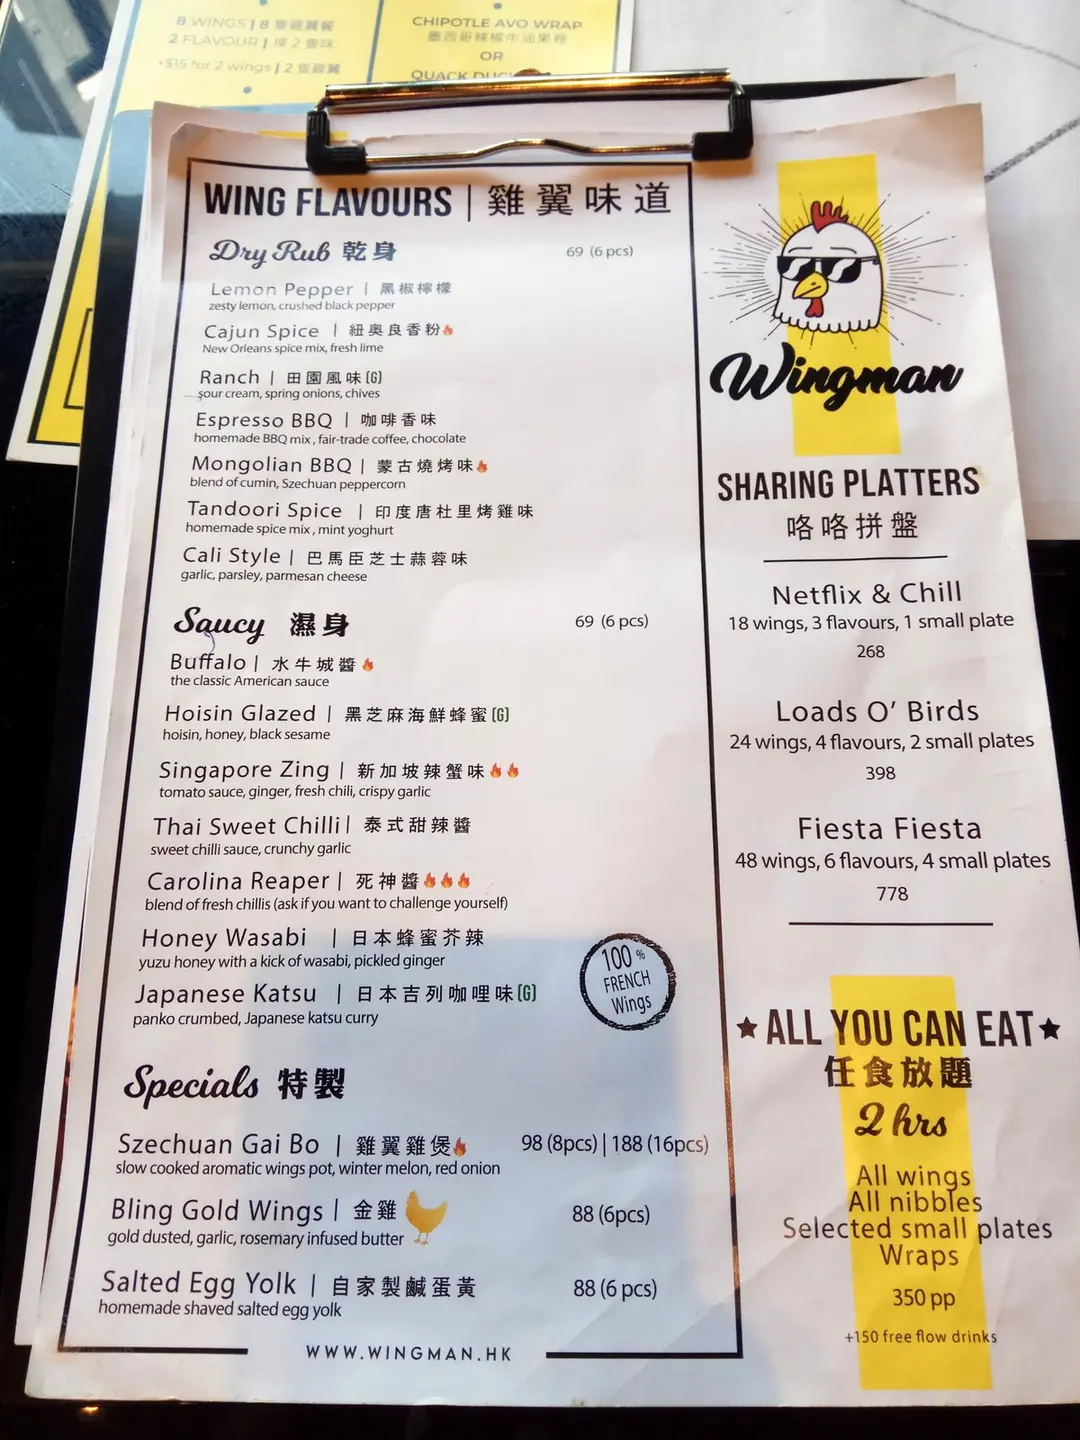 8 WINGS | 8 隻雞翼餐
2 FLAVOUR | 揀 2 隻味
+$15 for 2 wings | 2 隻雞翼
CHIPOTLE AVO WRAP
墨西哥辣椒牛油果卷
OR
WING FLAVOURS | 雞翼味道
Dry Rub 乾身 69 (6 pcs)
Lemon Pepper | 黑椒檸檬
zesty lemon, crushed black pepper
Cajun Spice | 紐奧良香粉
New Orleans spice mix, fresh lime
Ranch | 田園風味 (G)
sour cream, spring onions, chives
Espresso BBQ | 咖啡香味
homemade BBQ mix , fair-trade coffee, chocolate
Mongolian BBQ | 蒙古燒烤味
blend of cumin, Szechuan peppercorn
Tandoori Spice | 印度唐杜里烤雞味
homemade spice mix , mint yoghurt
Cali Style | 巴馬臣芝士蒜蓉味
garlic, parsley, parmesan cheese
Saucy 濕身 69 (6 pcs)
Buffalo | 水牛城醬
the classic American sauce
Hoisin Glazed | 黑芝麻海鮮蜂蜜 (G)
hoisin, honey, black sesame
Singapore Zing | 新加坡辣蟹味
tomato sauce, ginger, fresh chili, crispy garlic
Thai Sweet Chilli | 泰式甜辣醬
sweet chilli sauce, crunchy garlic
Carolina Reaper | 死神醬
blend of fresh chillis (ask if you want to challenge yourself)
Honey Wasabi | 日本蜂蜜芥辣
yuzu honey with a kick of wasabi, pickled ginger
Japanese Katsu | 日本吉列咖喱味 (G)
panko crumbed, Japanese katsu curry
100 %
FRENCH
Wings
Specials 特製
Szechuan Gai Bo | 雞翼雞煲 98 (8pcs) | 188 (16pcs)
slow cooked aromatic wings pot, winter melon, red onion
Bling Gold Wings | 金雞 88 (6pcs)
gold dusted, garlic, rosemary infused butter
Salted Egg Yolk | 自家製鹹蛋黃 88 (6 pcs)
homemade shaved salted egg yolk
WWW.WINGMAN.HK
Wingman
SHARING PLATTERS
咯咯拼盤
Netflix & Chill
18 wings, 3 flavours, 1 small plate
268
Loads O' Birds
24 wings, 4 flavours, 2 small plates
398
Fiesta Fiesta
48 wings, 6 flavours, 4 small plates
778
★ ALL YOU CAN EAT ★
任食放題
2 hrs
All wings
All nibbles
Selected small plates
Wraps
350 pp
+150 free flow drinks